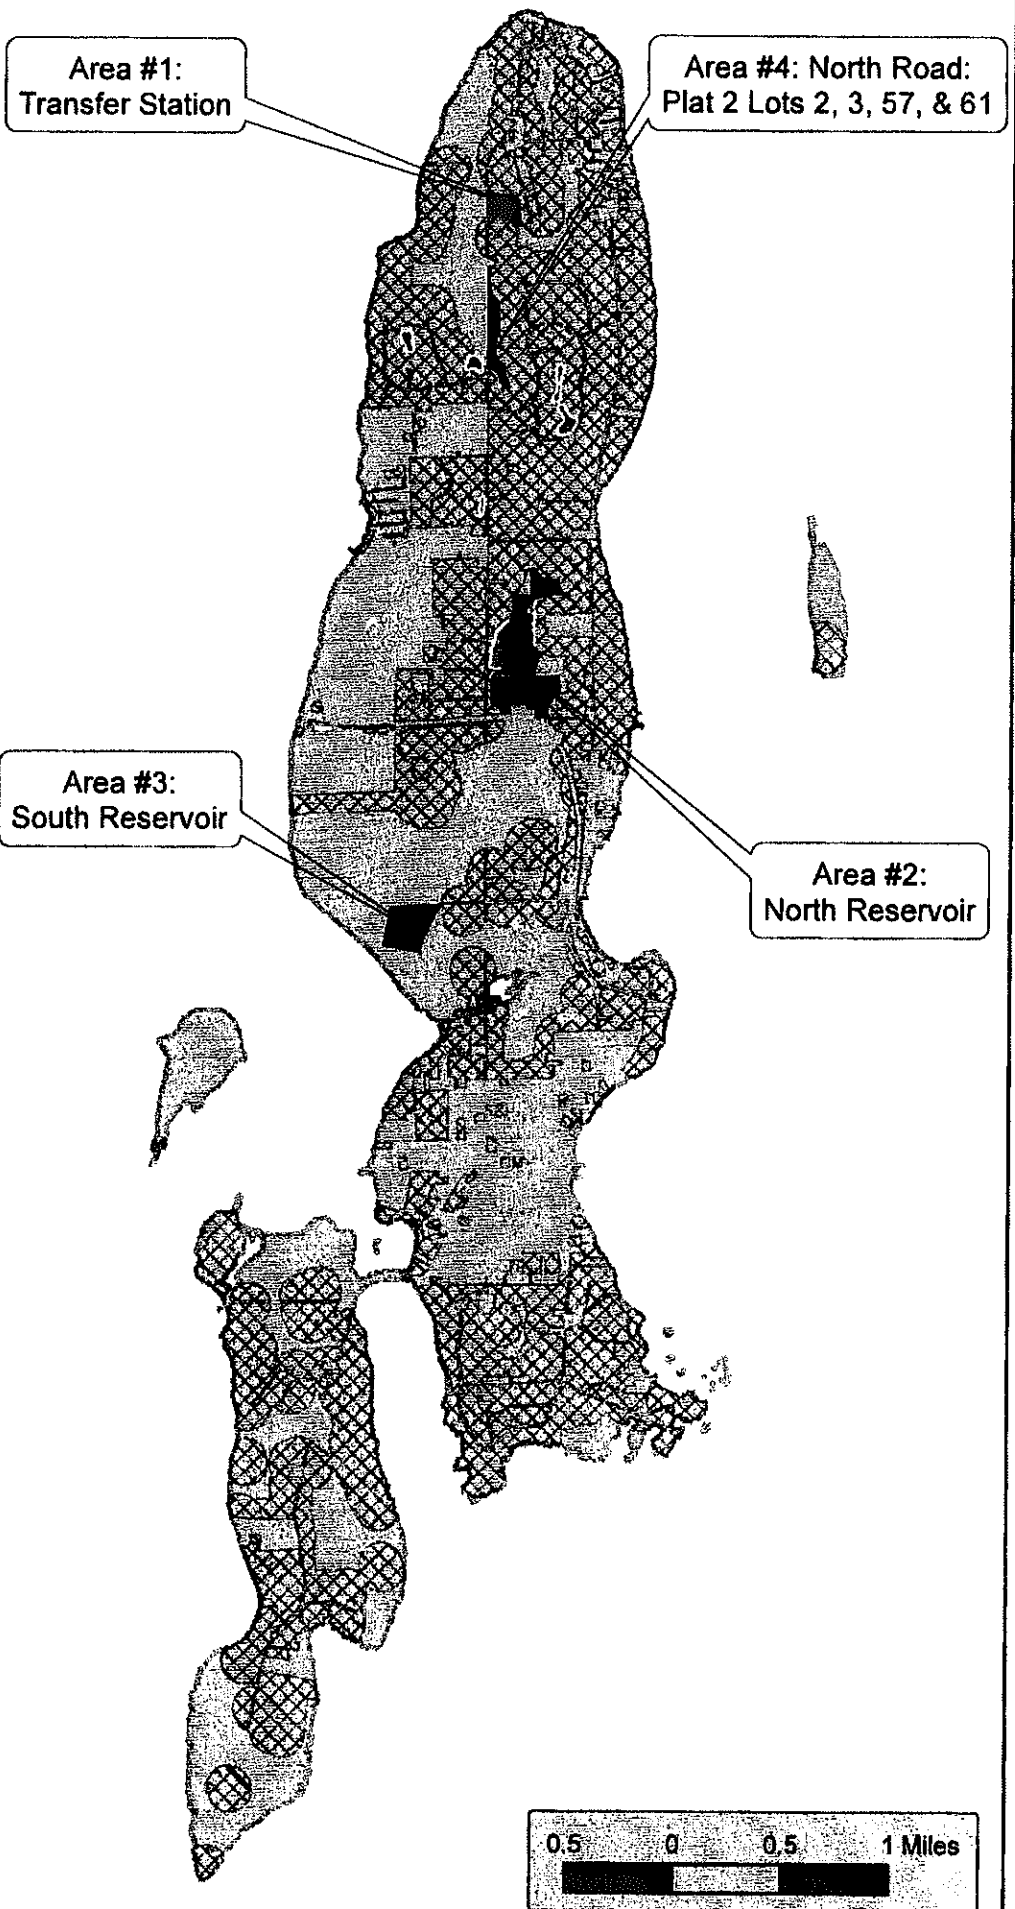 Area #1:
Transfer Station
Area #4: North Road:
Plat 2 Lots 2, 3, 57, & 61
Area #3:
South Reservoir
Area #2:
North Reservoir
0.5 0 0.5 1 Miles